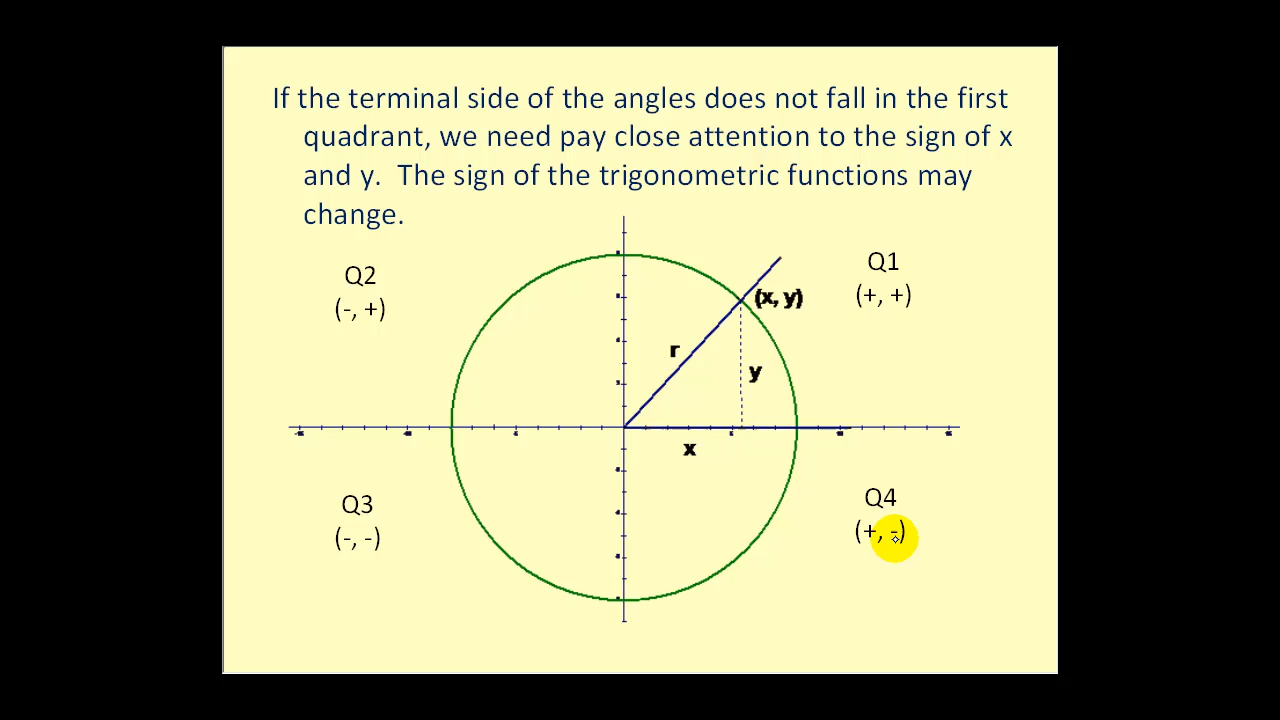 If the terminal side of the angles does not fall in the first
quadrant, we need pay close attention to the sign of x
and y.  The sign of the trigonometric functions may
change.
Q2
(-, +)
Q1
(+, +)
(x, y)
r
y
x
Q3
(-, -)
Q4
(+, -)